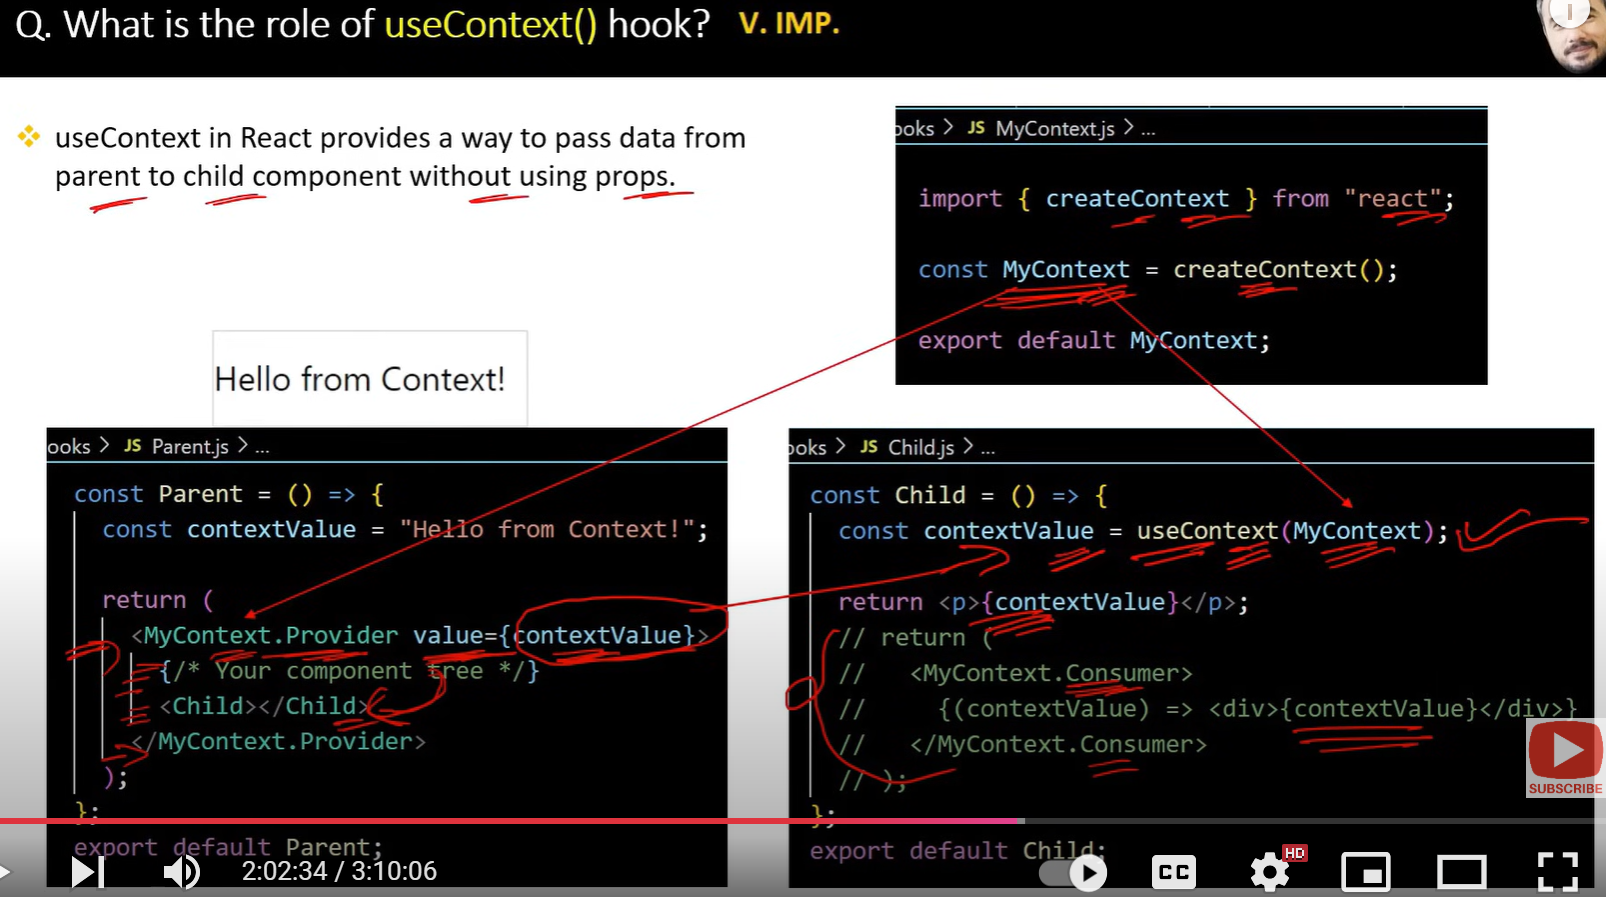 Q. What is the role of useContext() hook? V. IMP.
useContext in React provides a way to pass data from
parent to child component without using props.
ooks > JS MyContext.js > ...
import { createContext } from "react";
const MyContext = createContext();
export default MyContext;
Hello from Context!
ooks > JS Parent.js > ...
const Parent = () => {
const contextValue = "Hello from Context!";
return (
<MyContext.Provider value={contextValue}>
{/* Your component tree */}
<Child></Child>
</MyContext.Provider>
);
};
export default Parent;
ooks > JS Child.js > ...
const Child = () => {
const contextValue = useContext(MyContext);
return <p>{contextValue}</p>;
// return (
// <MyContext.Consumer>
// {(contextValue) => <div>{contextValue}</div>}
// </MyContext.Consumer>
// );
};
export default Child;
SUBSCRIBE
2:02:34 / 3:10:06
CC
HD